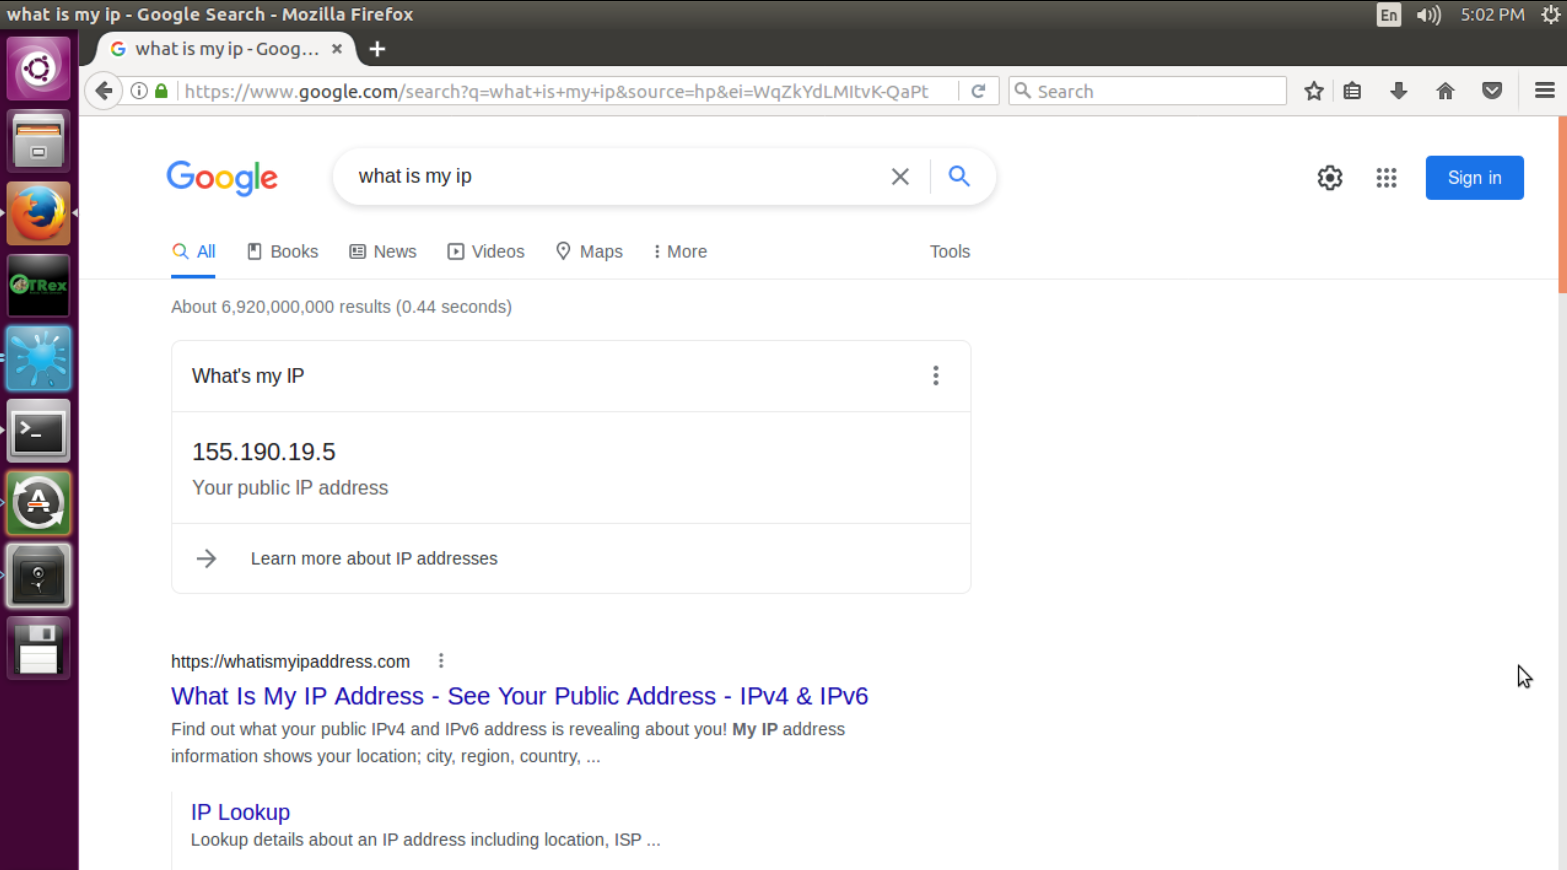 what is my ip - Google Search - Mozilla Firefox
En
5:02 PM
what is my ip - Goog...
https://www.google.com/search?q=what+is+my+ip&source=hp&ei=WqZkYdLMItvK-QaPt
Search
Google
what is my ip
Sign in
All
Books
News
Videos
Maps
More
Tools
TRex
About 6,920,000,000 results (0.44 seconds)
What's my IP
155.190.19.5
Your public IP address
Learn more about IP addresses
https://whatismyipaddress.com
What Is My IP Address - See Your Public Address - IPv4 & IPv6
Find out what your public IPv4 and IPv6 address is revealing about you! My IP address
information shows your location; city, region, country, ...
IP Lookup
Lookup details about an IP address including location, ISP ...